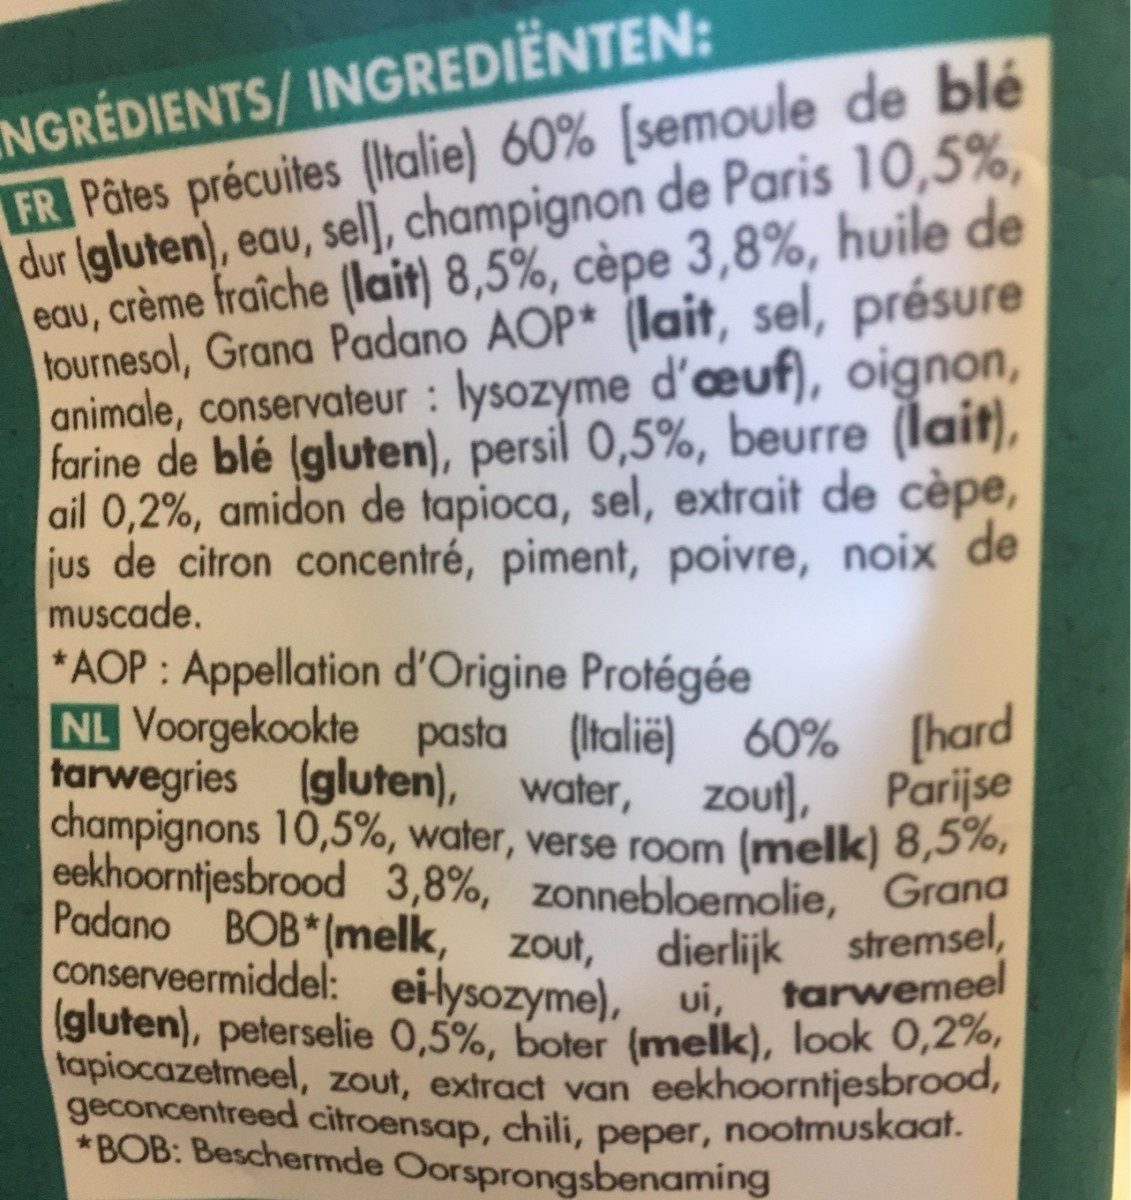 INGRÉDIENTS/ INGREDIËNTEN:
FR Pâtes précuites (Italie) 60% [semoule de blé
dur (gluten), eau, sel], champignon de Paris 10,5%,
eau, crème fraîche (lait) 8,5%, cèpe 3,8%, huile de
tournesol, Grana Padano AOP* (lait, sel, présure
animale, conservateur : lysozyme d'œuf), oignon,
farine de blé (gluten), persil 0,5%, beurre (lait),
ail 0,2%, amidon de tapioca, sel, extrait de cèpe,
jus de citron concentré, piment, poivre, noix de
muscade.
*AOP : Appellation d'Origine Protégée
NL Voorgekookte pasta (Italië) 60% [hard
tarwegries (gluten), water, zout], Parijse
champignons 10,5%, water, verse room (melk) 8,5%,
eekhoorntjesbrood 3,8%, zonnebloemolie, Grana
Padano BOB*(melk, zout, dierlijk stremsel,
conserveermiddel: ei-lysozyme), ui, tarwemeel
(gluten), peterselie 0,5%, boter (melk), look 0,2%,
tapiocazetmeel, zout, extract van eekhoorntjesbrood,
geconcentreed citroensap, chili, peper, nootmuskaat.
*BOB: Beschermde Oorsprongsbenaming